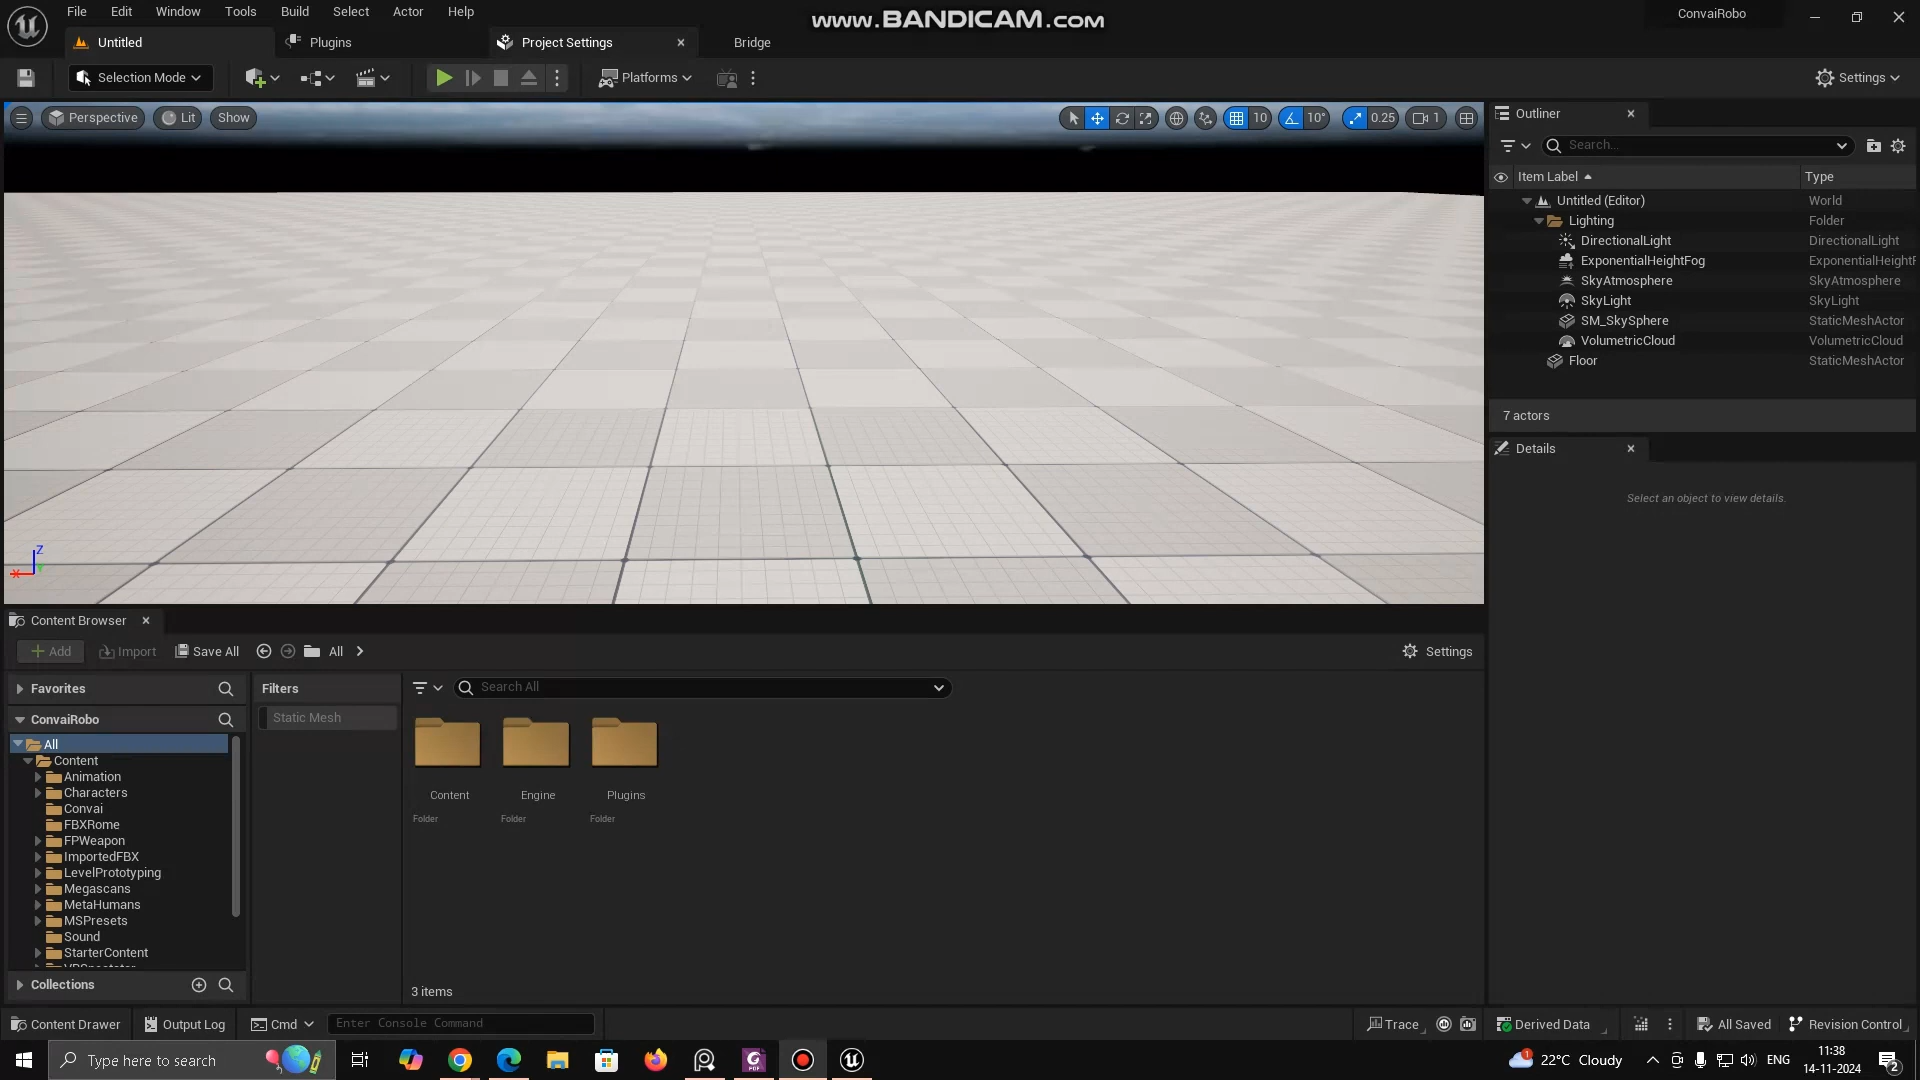 File Edit Window Tools Build Select Actor Help
www.BANDICAM.com
ConvaiRobo
Untitled
Plugins
Project Settings
Bridge
Selection Mode
Platforms
Settings
Perspective
Lit
Show
10
10°
0.25
1
Outliner
Search...
Item Label
Type
Untitled (Editor) World
Lighting Folder
DirectionalLight DirectionalLight
ExponentialHeightFog ExponentialHeightF
SkyAtmosphere SkyAtmosphere
SkyLight SkyLight
SM_SkySphere StaticMeshActor
VolumetricCloud VolumetricCloud
Floor StaticMeshActor
7 actors
Details
Select an object to view details.
Z
X
Content Browser
Add
Import
Save All
All
Settings
Favorites
Filters
Search All
Static Mesh
ConvaiRobo
All
Content
Animation
Characters
Convai
FBXRome
FPWeapon
ImportedFBX
LevelPrototyping
Megascans
MetaHumans
MSPresets
Sound
StarterContent
Collections
Content
Engine
Plugins
Folder
Folder
Folder
3 items
Content Drawer
Output Log
Cmd
Enter Console Command
Trace
Derived Data
All Saved
Revision Control
Type here to search
1
22°C Cloudy
ENG
11:38
14-11-2024
2